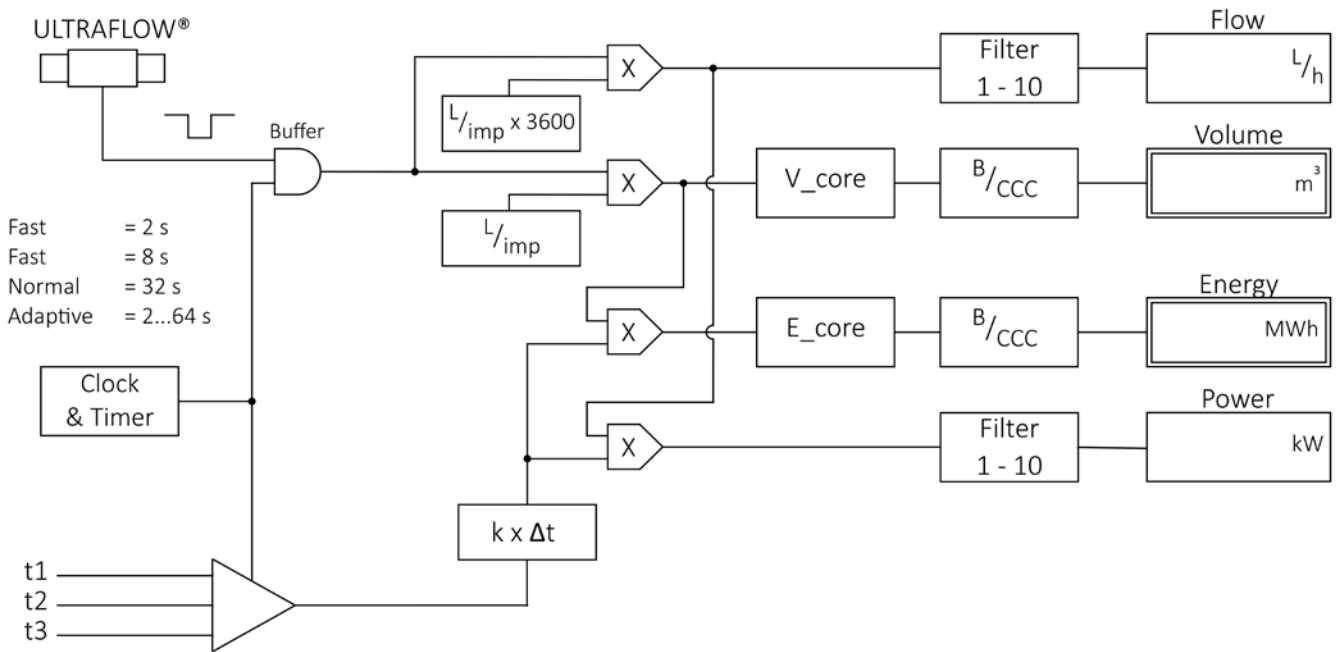 ULTRAFLOW®
Buffer
Fast = 2 s
Fast = 8 s
Normal = 32 s
Adaptive = 2...64 s
Clock
& Timer
t1
t2
t3
X
L/imp x 3600
X
L/imp
X
X
k x Δt
Filter
1 - 10
Flow
L/h
V_core
B/CCC
Volume
m³
E_core
B/CCC
Energy
MWh
Filter
1 - 10
Power
kW